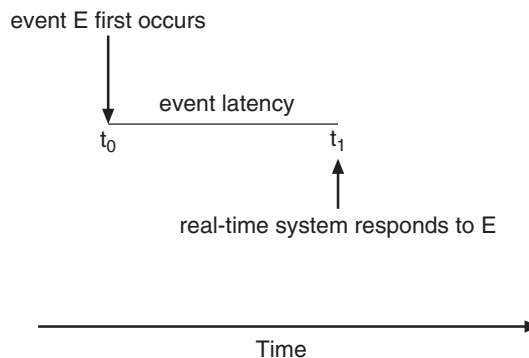 event E first occurs
event latency
t0
t1
real-time system responds to E
Time